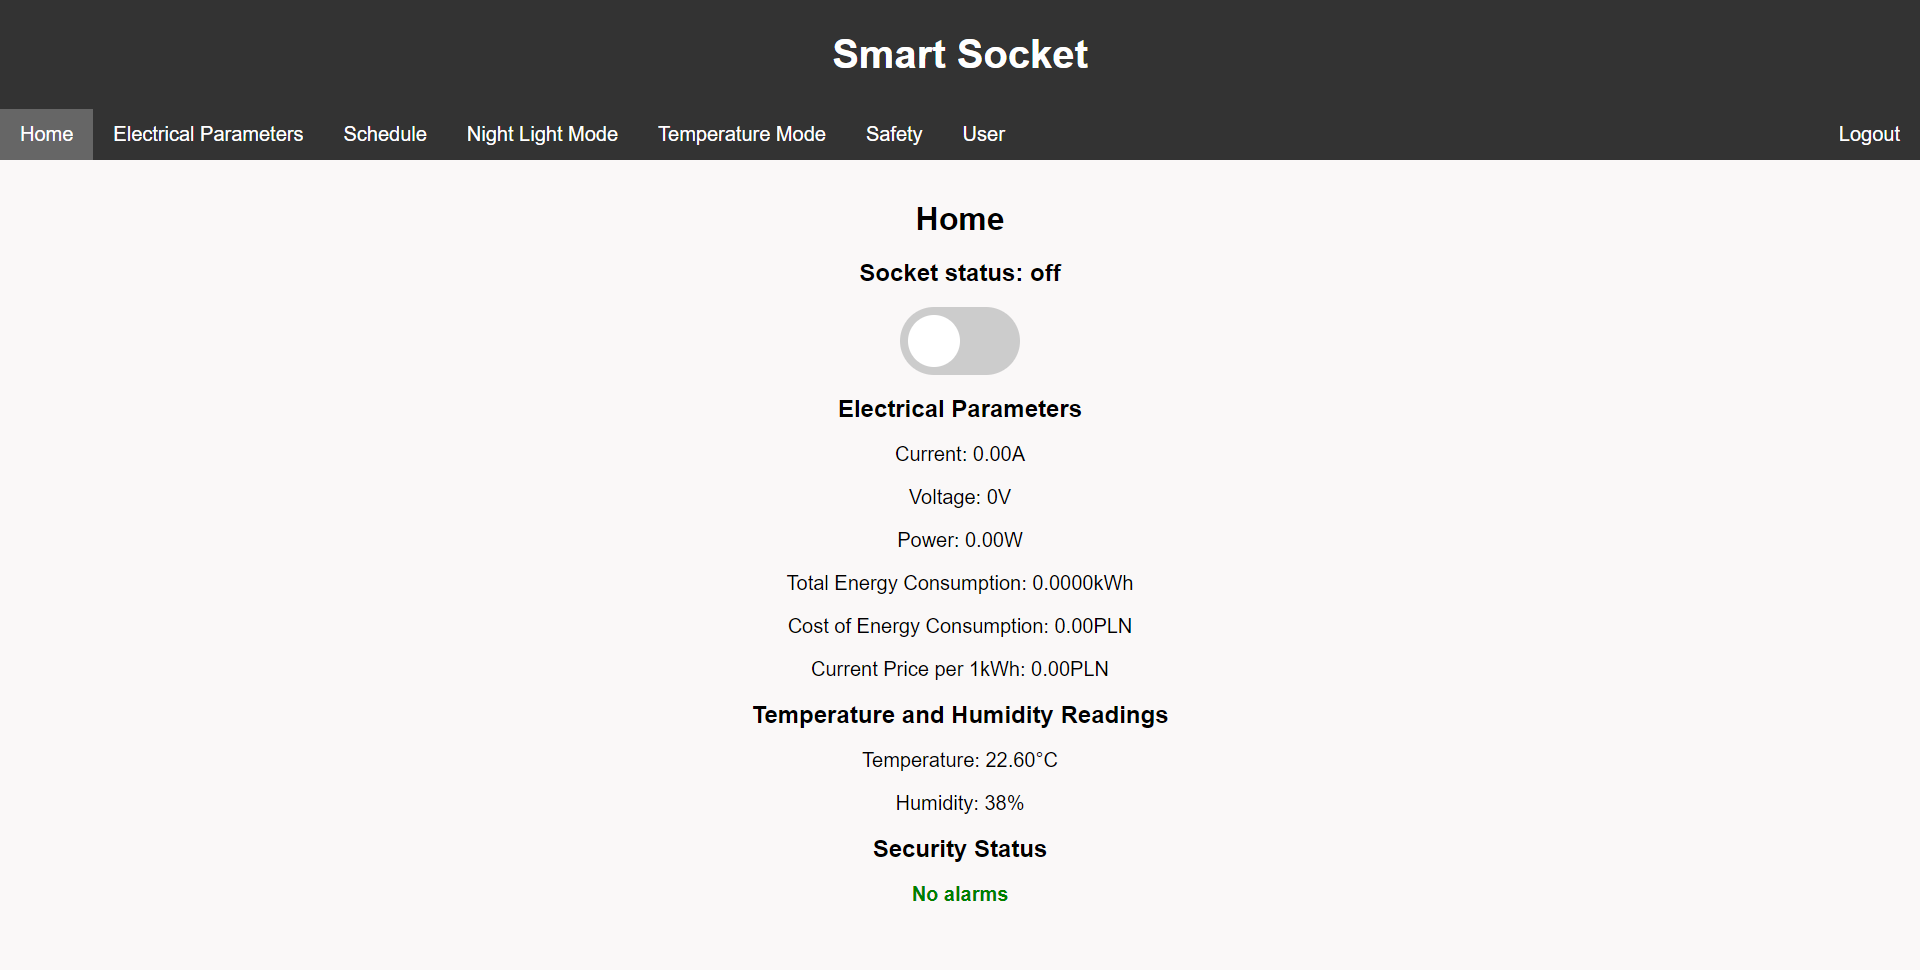 Smart Socket
Home Electrical Parameters Schedule Night Light Mode Temperature Mode Safety User Logout
Home
Socket status: off
Electrical Parameters
Current: 0.00A
Voltage: 0V
Power: 0.00W
Total Energy Consumption: 0.0000kWh
Cost of Energy Consumption: 0.00PLN
Current Price per 1kWh: 0.00PLN
Temperature and Humidity Readings
Temperature: 22.60°C
Humidity: 38%
Security Status
No alarms